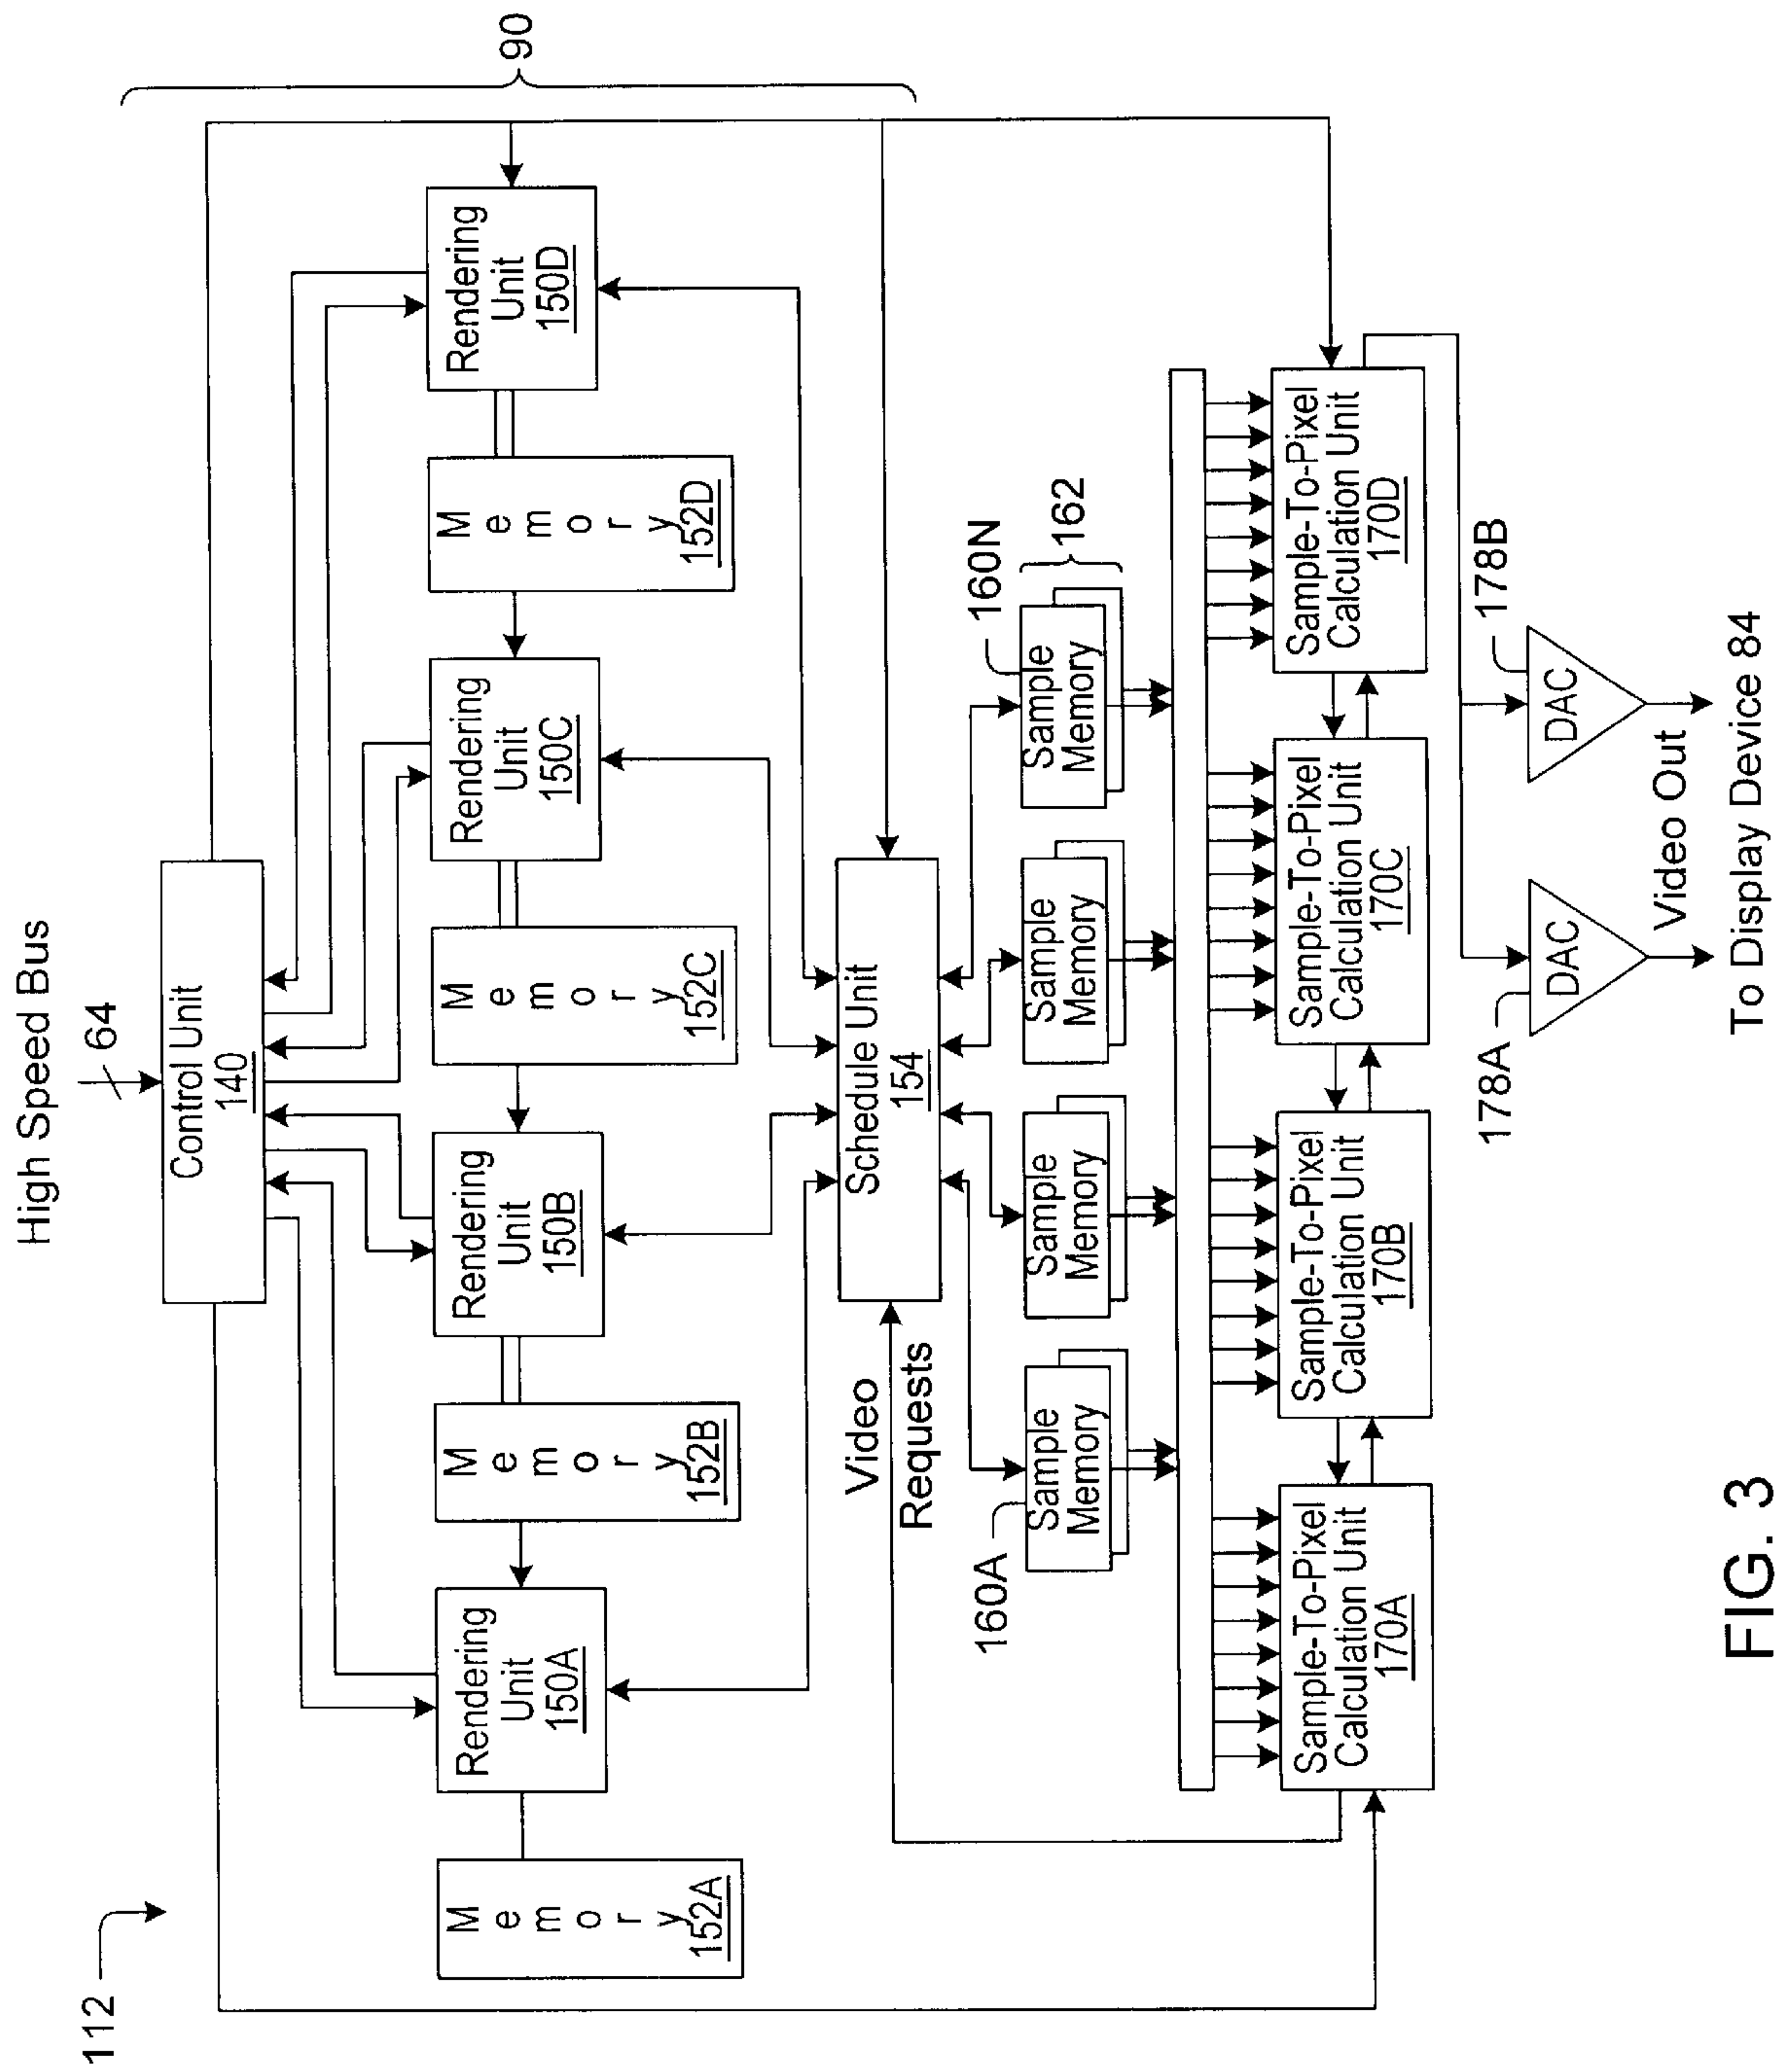 112
High Speed Bus
64
Control Unit
140
90
Memory
152A
Rendering
Unit
150A
Memory
152B
Rendering
Unit
150B
Memory
152C
Rendering
Unit
150C
Memory
152D
Rendering
Unit
150D
Schedule Unit
154
Video
Requests
160A
Sample
Memory
Sample
Memory
Sample
Memory
Sample
Memory
160N
162
Sample-To-Pixel
Calculation Unit
170A
Sample-To-Pixel
Calculation Unit
170B
Sample-To-Pixel
Calculation Unit
170C
Sample-To-Pixel
Calculation Unit
170D
178A
DAC
DAC
178B
Video Out
To Display Device 84
FIG. 3